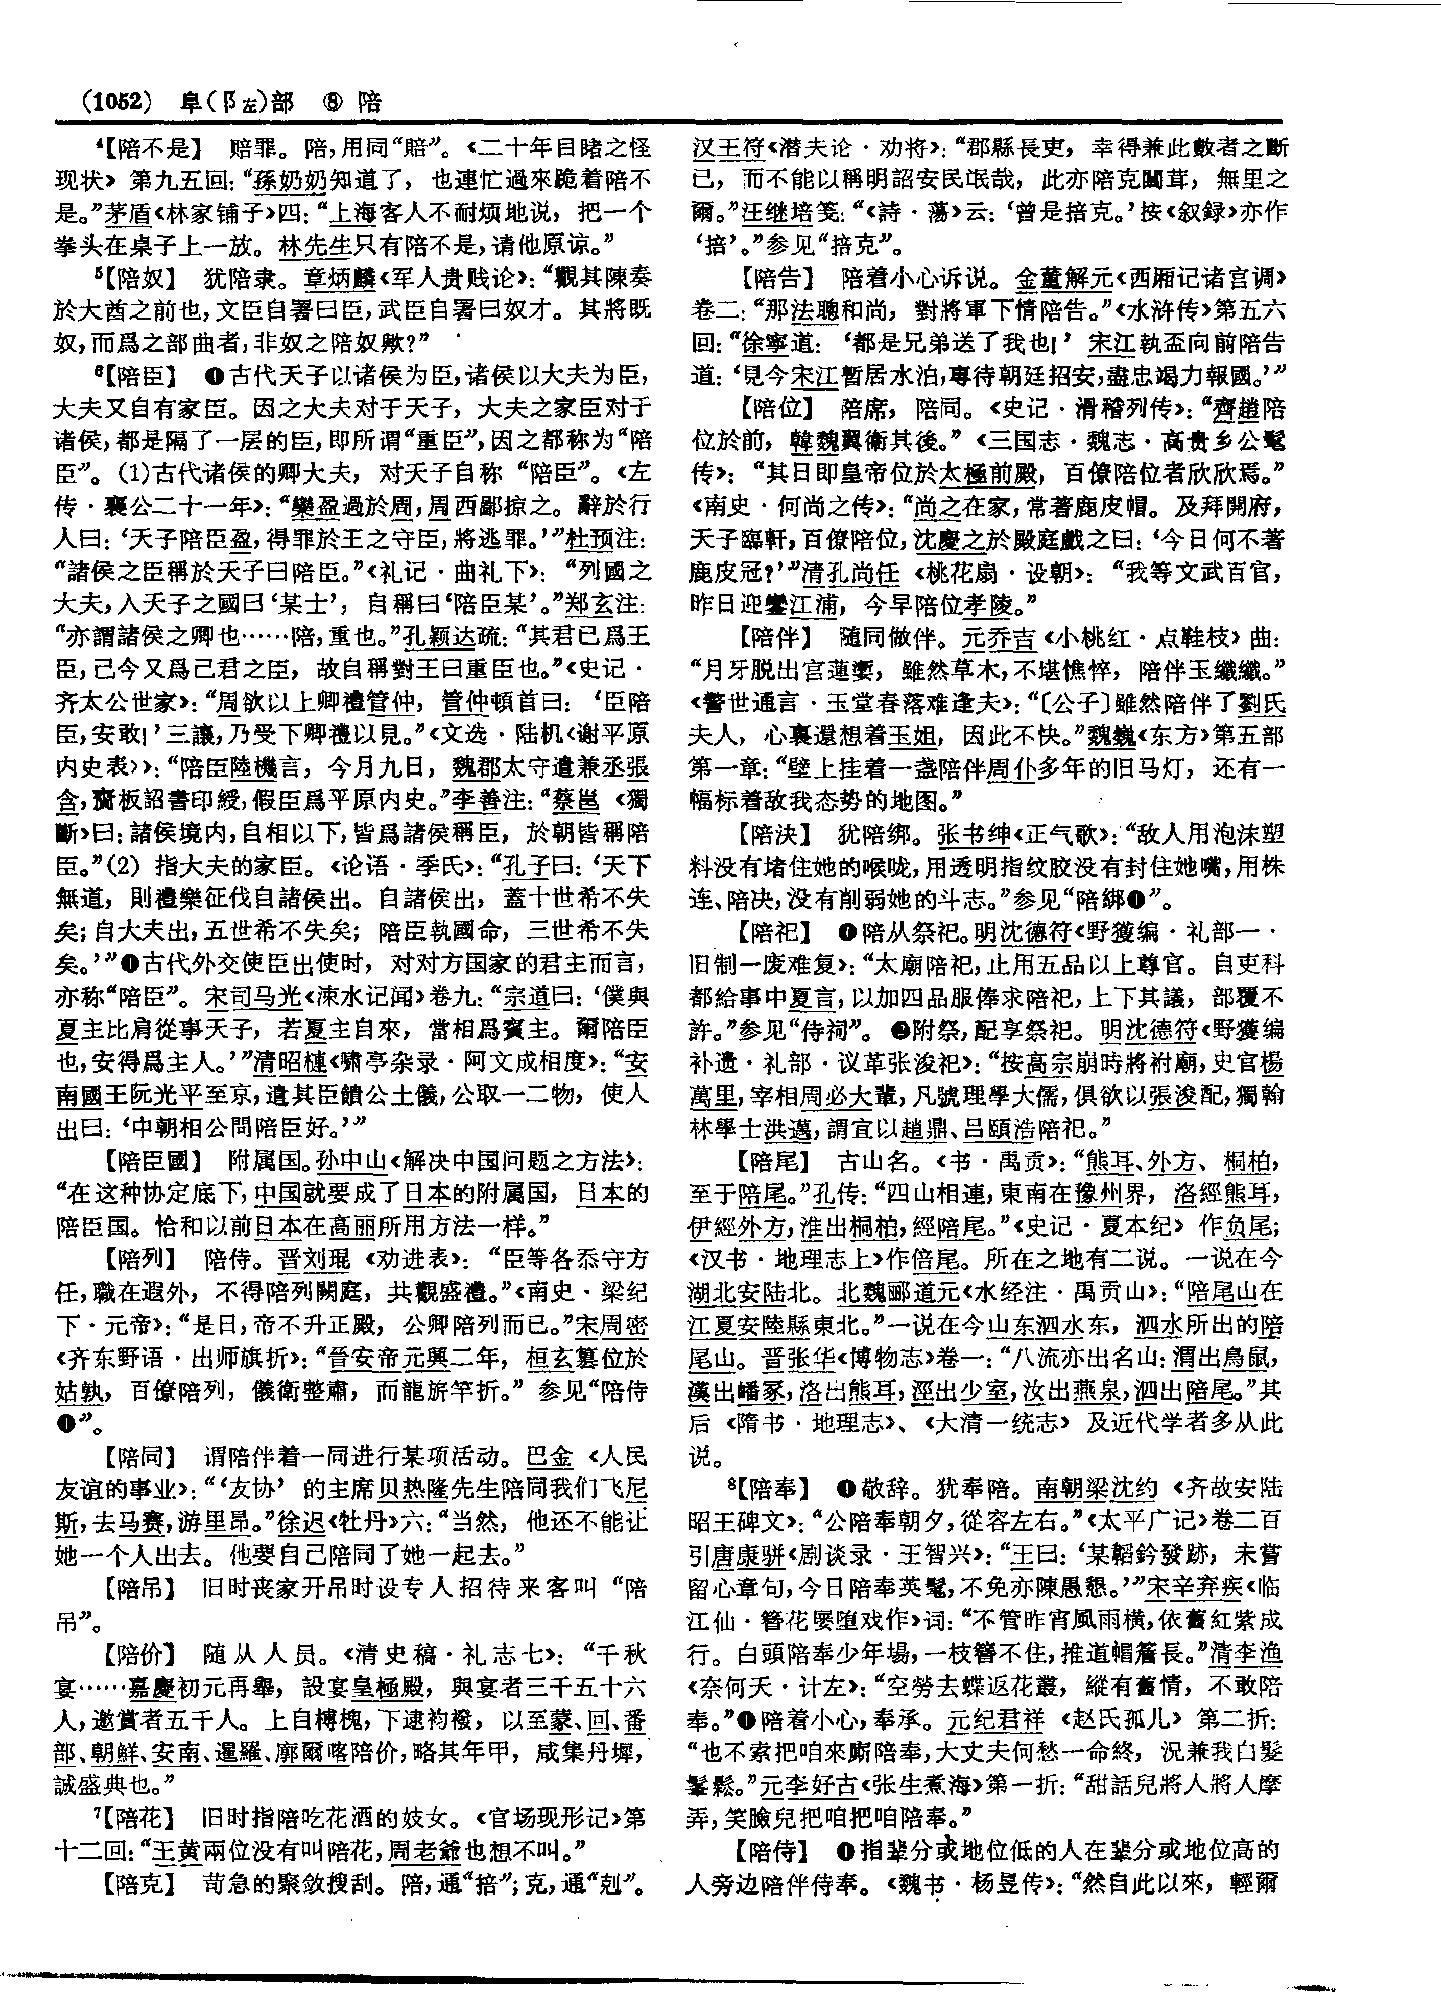 (1052) 阜(阝左)部 ⑧ 陪
⁴【陪不是】 赔罪。陪，用同“賠”。《二十年目睹之怪
现状》第九五回：“孫奶奶知道了，也連忙過來跪着陪不
是。”茅盾《林家铺子》四：“上海客人不耐烦地说，把一个
拳头在桌子上一放。林先生只有陪不是，请他原谅。”
⁵【陪奴】 犹陪隶。章炳麟《军人贵贱论》：“觀其陳奏
於大酋之前也，文臣自署曰臣，武臣自署曰奴才。其將既
奴，而爲之部曲者，非奴之陪奴歟？”
⁶【陪臣】 ❶古代天子以诸侯为臣，诸侯以大夫为臣，
大夫又自有家臣。因之大夫对于天子，大夫之家臣对于
诸侯，都是隔了一层的臣，即所谓“重臣”，因之都称为“陪
臣”。(1)古代诸侯的卿大夫，对天子自称“陪臣”。《左
传·襄公二十一年》：“欒盈過於周，周西鄙掠之。辭於行
人曰：‘天子陪臣盈，得罪於王之守臣，將逃罪。’”杜预注：
“諸侯之臣稱於天子曰陪臣。”《礼记·曲礼下》：“列國之
大夫，入天子之國曰‘某士’；自稱曰‘陪臣某’。”郑玄注：
“亦謂諸侯之卿也……陪，重也。”孔颖达疏：“其君已爲王
臣，己今又爲己君之臣，故自稱對王曰重臣也。”《史记·
齐太公世家》：“周欲以上卿禮管仲，管仲頓首曰：‘臣陪
臣，安敢！’三讓，乃受下卿禮以見。”《文选·陆机〈谢平原
内史表〉》：“陪臣陸機言，今月九日，魏郡太守遣兼丞張
含，齎板詔書印綬，假臣爲平原内史。”李善注：“蔡邕《獨
斷》曰：諸侯境内，自相以下，皆爲諸侯稱臣，於朝皆稱陪
臣。”(2) 指大夫的家臣。《论语·季氏》：“孔子曰：‘天下
無道，則禮樂征伐自諸侯出。自諸侯出，蓋十世希不失
矣；自大夫出，五世希不失矣；陪臣執國命，三世希不失
矣。’”❷古代外交使臣出使时，对对方国家的君主而言，
亦称“陪臣”。宋司马光《涑水记闻》卷九：“宗道曰：‘僕與
夏主比肩從事天子，若夏主自來，當相爲賓主。爾陪臣
也，安得爲主人。’”清昭槤《啸亭杂录·阿文成相度》：“安
南國王阮光平至京，遣其臣饋公土儀，公取一二物，使人
出曰：‘中朝相公問陪臣好。’”
【陪臣國】 附属国。孙中山《解决中国问题之方法》：
“在这种协定底下，中国就要成了日本的附属国，日本的
陪臣国。恰和以前日本在高丽所用方法一样。”
【陪列】 陪侍。晋刘琨《劝进表》：“臣等各忝守方
任，職在遐外，不得陪列闕庭，共觀盛禮。”《南史·梁纪
下·元帝》：“是日，帝不升正殿，公卿陪列而已。”宋周密
《齐东野语·出师旗折》：“晉安帝元興二年，桓玄篡位於
姑孰，百僚陪列，儀衛整肅，而龍旂竿折。”参见“陪侍
❶”。
【陪同】 谓陪伴着一同进行某项活动。巴金《人民
友谊的事业》：“‘友协’的主席贝热隆先生陪同我们飞尼
斯，去马赛，游里昂。”徐迟《牡丹》六：“当然，他还不能让
她一个人出去。他要自己陪同了她一起去。”
【陪吊】 旧时丧家开吊时设专人招待来客叫“陪
吊”。
【陪价】 随从人员。《清史稿·礼志七》：“千秋
宴……嘉慶初元再舉，設宴皇極殿，與宴者三千五十六
人，邀賞者五千人。上自槫槐，下逮袀襏，以至蒙、回、番
部、朝鮮、安南、暹羅、廓爾喀陪价，略其年甲，咸集丹墀，
誠盛典也。”
⁷【陪花】 旧时指陪吃花酒的妓女。《官场现形记》第
十二回：“王黄兩位没有叫陪花，周老爺也想不叫。”
【陪克】 苛急的聚敛搜刮。陪，通“掊”；克，通“剋”。
汉王符《潜夫论·劝将》：“郡縣長吏，幸得兼此數者之斷
已，而不能以稱明詔安民氓哉，此亦陪克闒茸，無里之
爾。”汪继培笺：“《詩·蕩》云：‘曾是掊克。’按《叙録》亦作
‘掊’。”参见“掊克”。
【陪告】 陪着小心诉说。金董解元《西厢记诸宫调》
卷二：“那法聰和尚，對將軍下情陪告。”《水浒传》第五六
回：“徐寧道：‘都是兄弟送了我也！’宋江執盃向前陪告
道：‘見今宋江暫居水泊，專待朝廷招安，盡忠竭力報國。’”
【陪位】 陪席，陪同。《史记·滑稽列传》：“齊趙陪
位於前，韓魏翼衛其後。”《三国志·魏志·高贵乡公髦
传》：“其日即皇帝位於太極前殿，百僚陪位者欣欣焉。”
《南史·何尚之传》：“尚之在家，常著鹿皮帽。及拜開府，
天子臨軒，百僚陪位，沈慶之於殿庭戲之曰：‘今日何不著
鹿皮冠？’”清孔尚任《桃花扇·设朝》：“我等文武百官，
昨日迎鑾江浦，今早陪位孝陵。”
【陪伴】 随同做伴。元乔吉《小桃红·点鞋枝》曲：
“月牙脱出宫蓮瓣，雖然草木，不堪憔悴，陪伴玉纖纖。”
《警世通言·玉堂春落难逢夫》：“〔公子〕雖然陪伴了劉氏
夫人，心裏還想着玉姐，因此不快。”魏巍《东方》第五部
第一章：“壁上挂着一盏陪伴周仆多年的旧马灯，还有一
幅标着敌我态势的地图。”
【陪决】 犹陪绑。张书绅《正气歌》：“敌人用泡沫塑
料没有堵住她的喉咙，用透明指纹胶没有封住她嘴，用株
连、陪决，没有削弱她的斗志。”参见“陪綁❶”。
【陪祀】 ❶陪从祭祀。明沈德符《野獲编·礼部一·
旧制一废难复》：“太廟陪祀，止用五品以上尊官。自吏科
都給事中夏言，以加四品服俸求陪祀，上下其議，部覆不
許。”参见“侍祠”。❷附祭，配享祭祀。明沈德符《野獲编
补遗·礼部·议革张浚祀》：“按高宗崩時將祔廟，史官楊
萬里，宰相周必大輩，凡號理學大儒，俱欲以張浚配，獨翰
林學士洪邁，謂宜以趙鼎、吕頤浩陪祀。”
【陪尾】 古山名。《书·禹贡》：“熊耳、外方、桐柏，
至于陪尾。”孔传：“四山相連，東南在豫州界，洛經熊耳，
伊經外方，淮出桐柏，經陪尾。”《史记·夏本纪》作负尾；
《汉书·地理志上》作倍尾。所在之地有二说。一说在今
湖北安陆北。北魏郦道元《水经注·禹贡山》：“陪尾山在
江夏安陸縣東北。”一说在今山东泗水东，泗水所出的陪
尾山。晋张华《博物志》卷一：“八流亦出名山：渭出鳥鼠，
漢出嶓冢，洛出熊耳，涇出少室，汝出燕泉，泗出陪尾。”其
后《隋书·地理志》、《大清一统志》及近代学者多从此
说。
⁸【陪奉】 ❶敬辞。犹奉陪。南朝梁沈约《齐故安陆
昭王碑文》：“公陪奉朝夕，從容左右。”《太平广记》卷二百
引唐康骈《剧谈录·王智兴》：“王曰：‘某韜鈐發跡，未嘗
留心章句，今日陪奉英髦，不免亦陳愚懇。’”宋辛弃疾《临
江仙·簪花屡堕戏作》词：“不管昨宵風雨横，依舊紅紫成
行。白頭陪奉少年場，一枝簪不住，推道帽簷長。”清李渔
《奈何天·计左》：“空勞去蝶返花叢，縱有舊情，不敢陪
奉。”❷陪着小心，奉承。元纪君祥《赵氏孤儿》第二折：
“也不索把咱來廝陪奉，大丈夫何愁一命終，況兼我白髮
鬔鬆。”元李好古《张生煮海》第一折：“甜話兒將人將人摩
弄，笑臉兒把咱把咱陪奉。”
【陪侍】 ❶指辈分或地位低的人在辈分或地位高的
人旁边陪伴侍奉。《魏书·杨昱传》：“然自此以來，輕爾